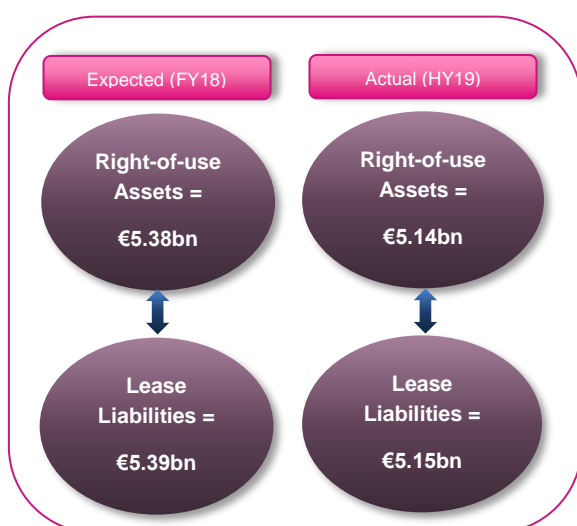 Expected (FY18)
Actual (HY19)
Right-of-use
Assets =
€5.38bn
Right-of-use
Assets =
€5.14bn
Lease
Liabilities =
€5.39bn
Lease
Liabilities =
€5.15bn